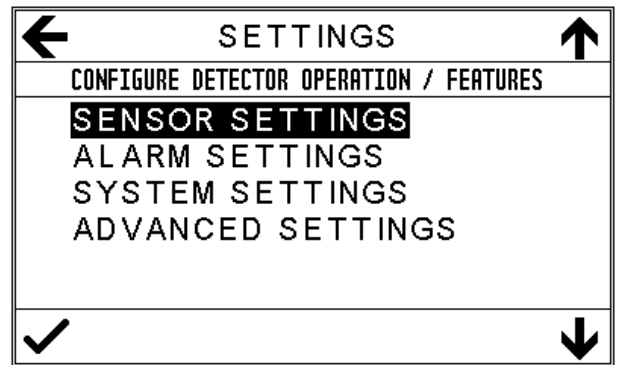 SETTINGS
CONFIGURE DETECTOR OPERATION / FEATURES
SENSOR SETTINGS
ALARM SETTINGS
SYSTEM SETTINGS
ADVANCED SETTINGS